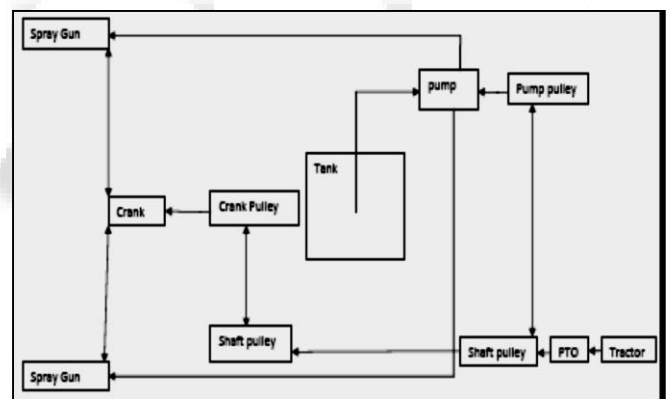 Spray Gun
pump
Pump pulley
Tank
Crank
Crank Pulley
Shaft pulley
Shaft pulley
PTO
Tractor
Spray Gun